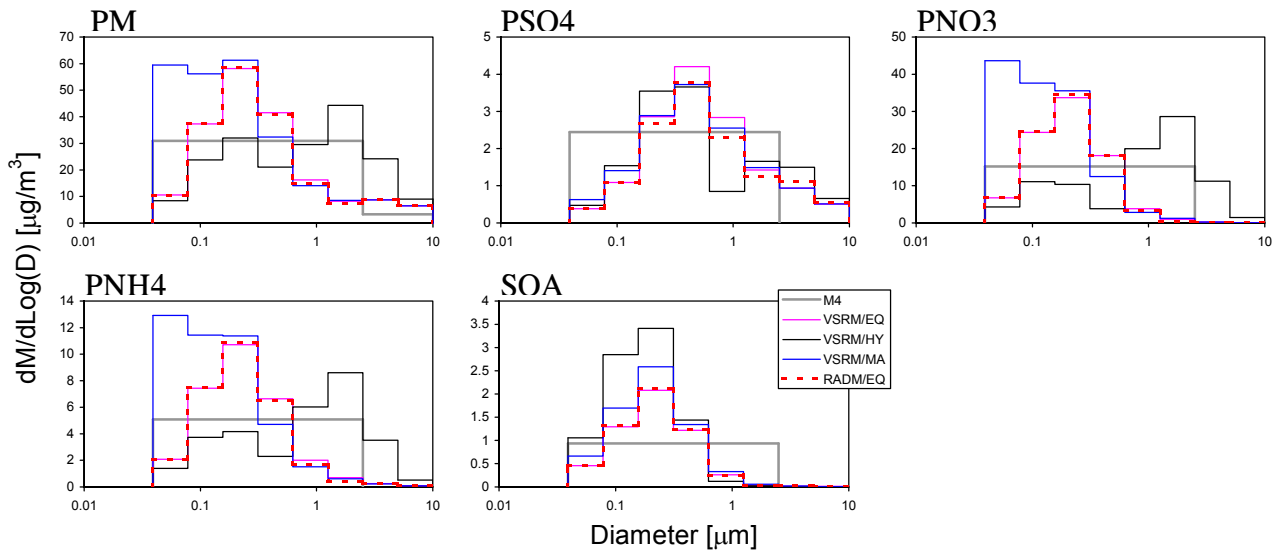 PM
PSO4
PNO3
70
60
50
40
30
20
10
0
0.01 0.1 1 10
5
4
3
2
1
0
0.01 0.1 1 10
50
40
30
20
10
0
0.01 0.1 1 10
PNH4
SOA
14
12
10
8
6
4
2
0
0.01 0.1 1 10
4
3.5
3
2.5
2
1.5
1
0.5
0
0.01 0.1 1 10
M4
VSRM/EQ
VSRM/HY
VSRM/MA
RADM/EQ
dM/dLog(D) [μg/m³]
Diameter [μm]